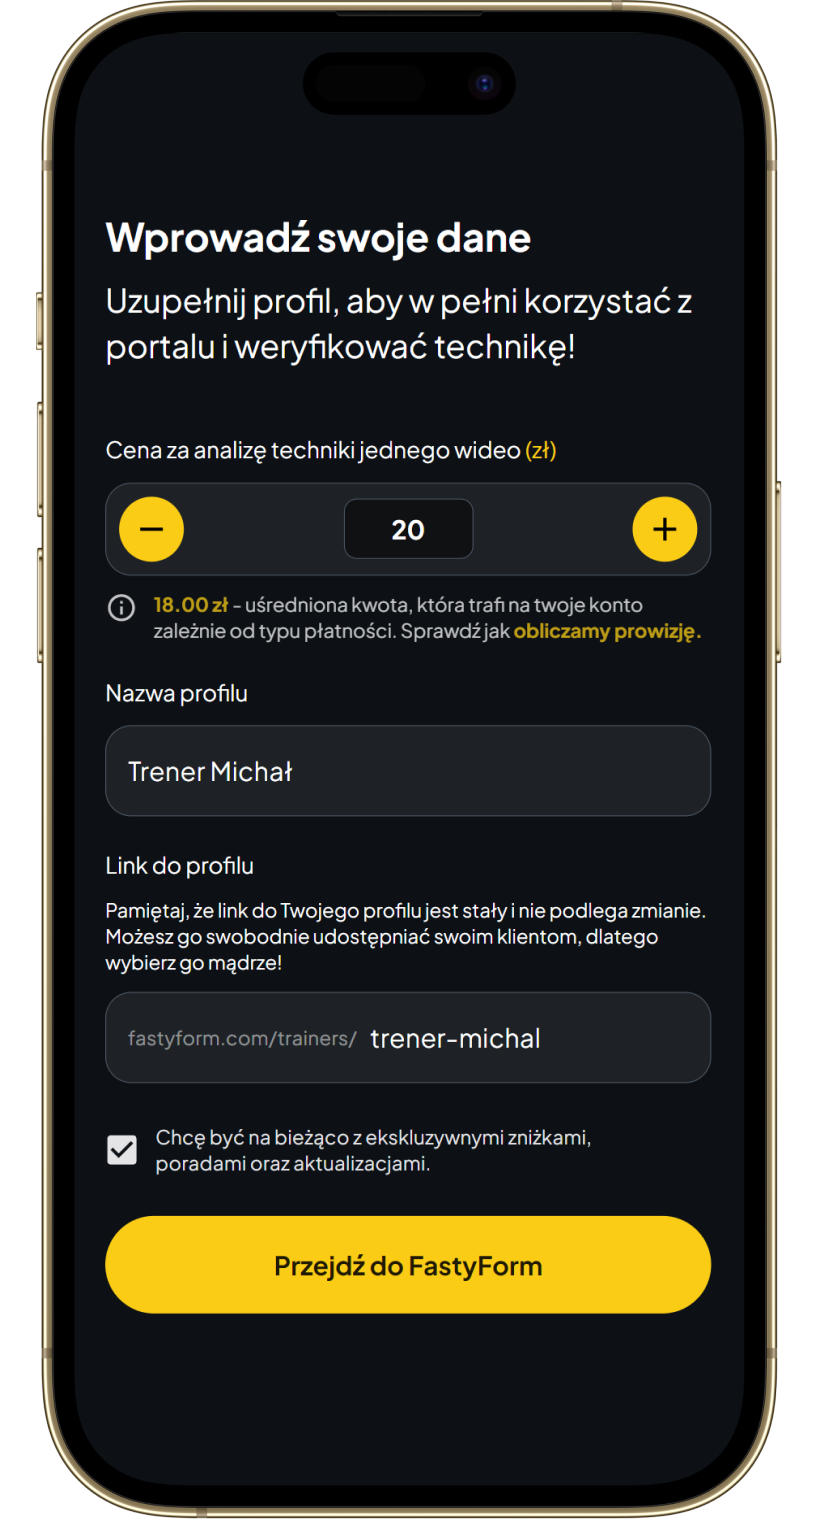 Wprowadź swoje dane
Uzupełnij profil, aby w pełni korzystać z
portalu i weryfikować technikę!
Cena za analizę techniki jednego wideo (zł)
20
18.00 zł - uśredniona kwota, która trafi na twoje konto
zależnie od typu płatności. Sprawdź jak obliczamy prowizję.
Nazwa profilu
Trener Michał
Link do profilu
Pamiętaj, że link do Twojego profilu jest stały i nie podlega zmianie.
Możesz go swobodnie udostępniać swoim klientom, dlatego
wybierz go mądrze!
fastyform.com/trainers/ trener-michal
Chcę być na bieżąco z ekskluzywnymi zniżkami,
poradami oraz aktualizacjami.
Przejdź do FastyForm